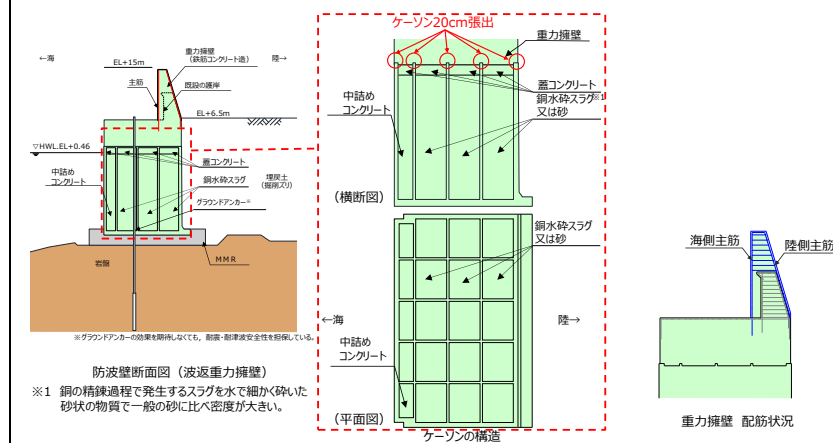 ←海
陸→
EL+15m
重力擁壁
(鉄筋コンクリート造)
主筋
既設の護岸
EL+6.5m
▽HWL.EL+0.46
蓋コンクリート
中詰め
コンクリート
銅水砕スラグ
埋戻土
(掘削ズリ)
グラウンドアンカー※
岩盤
MMR
※グラウンドアンカーの効果を期待しなくても,耐震・耐津波安全性を担保している。
防波壁断面図(波返重力擁壁)
※1 銅の精錬過程で発生するスラグを水で細かく砕いた
砂状の物質で一般の砂に比べ密度が大きい。
ケーソン20cm張出
重力擁壁
蓋コンクリート
銅水砕スラグ※1
又は砂
中詰め
コンクリート
(横断図)
銅水砕スラグ
又は砂
←海
陸→
中詰め
コンクリート
(平面図)
ケーソンの構造
海側主筋
陸側主筋
重力擁壁 配筋状況